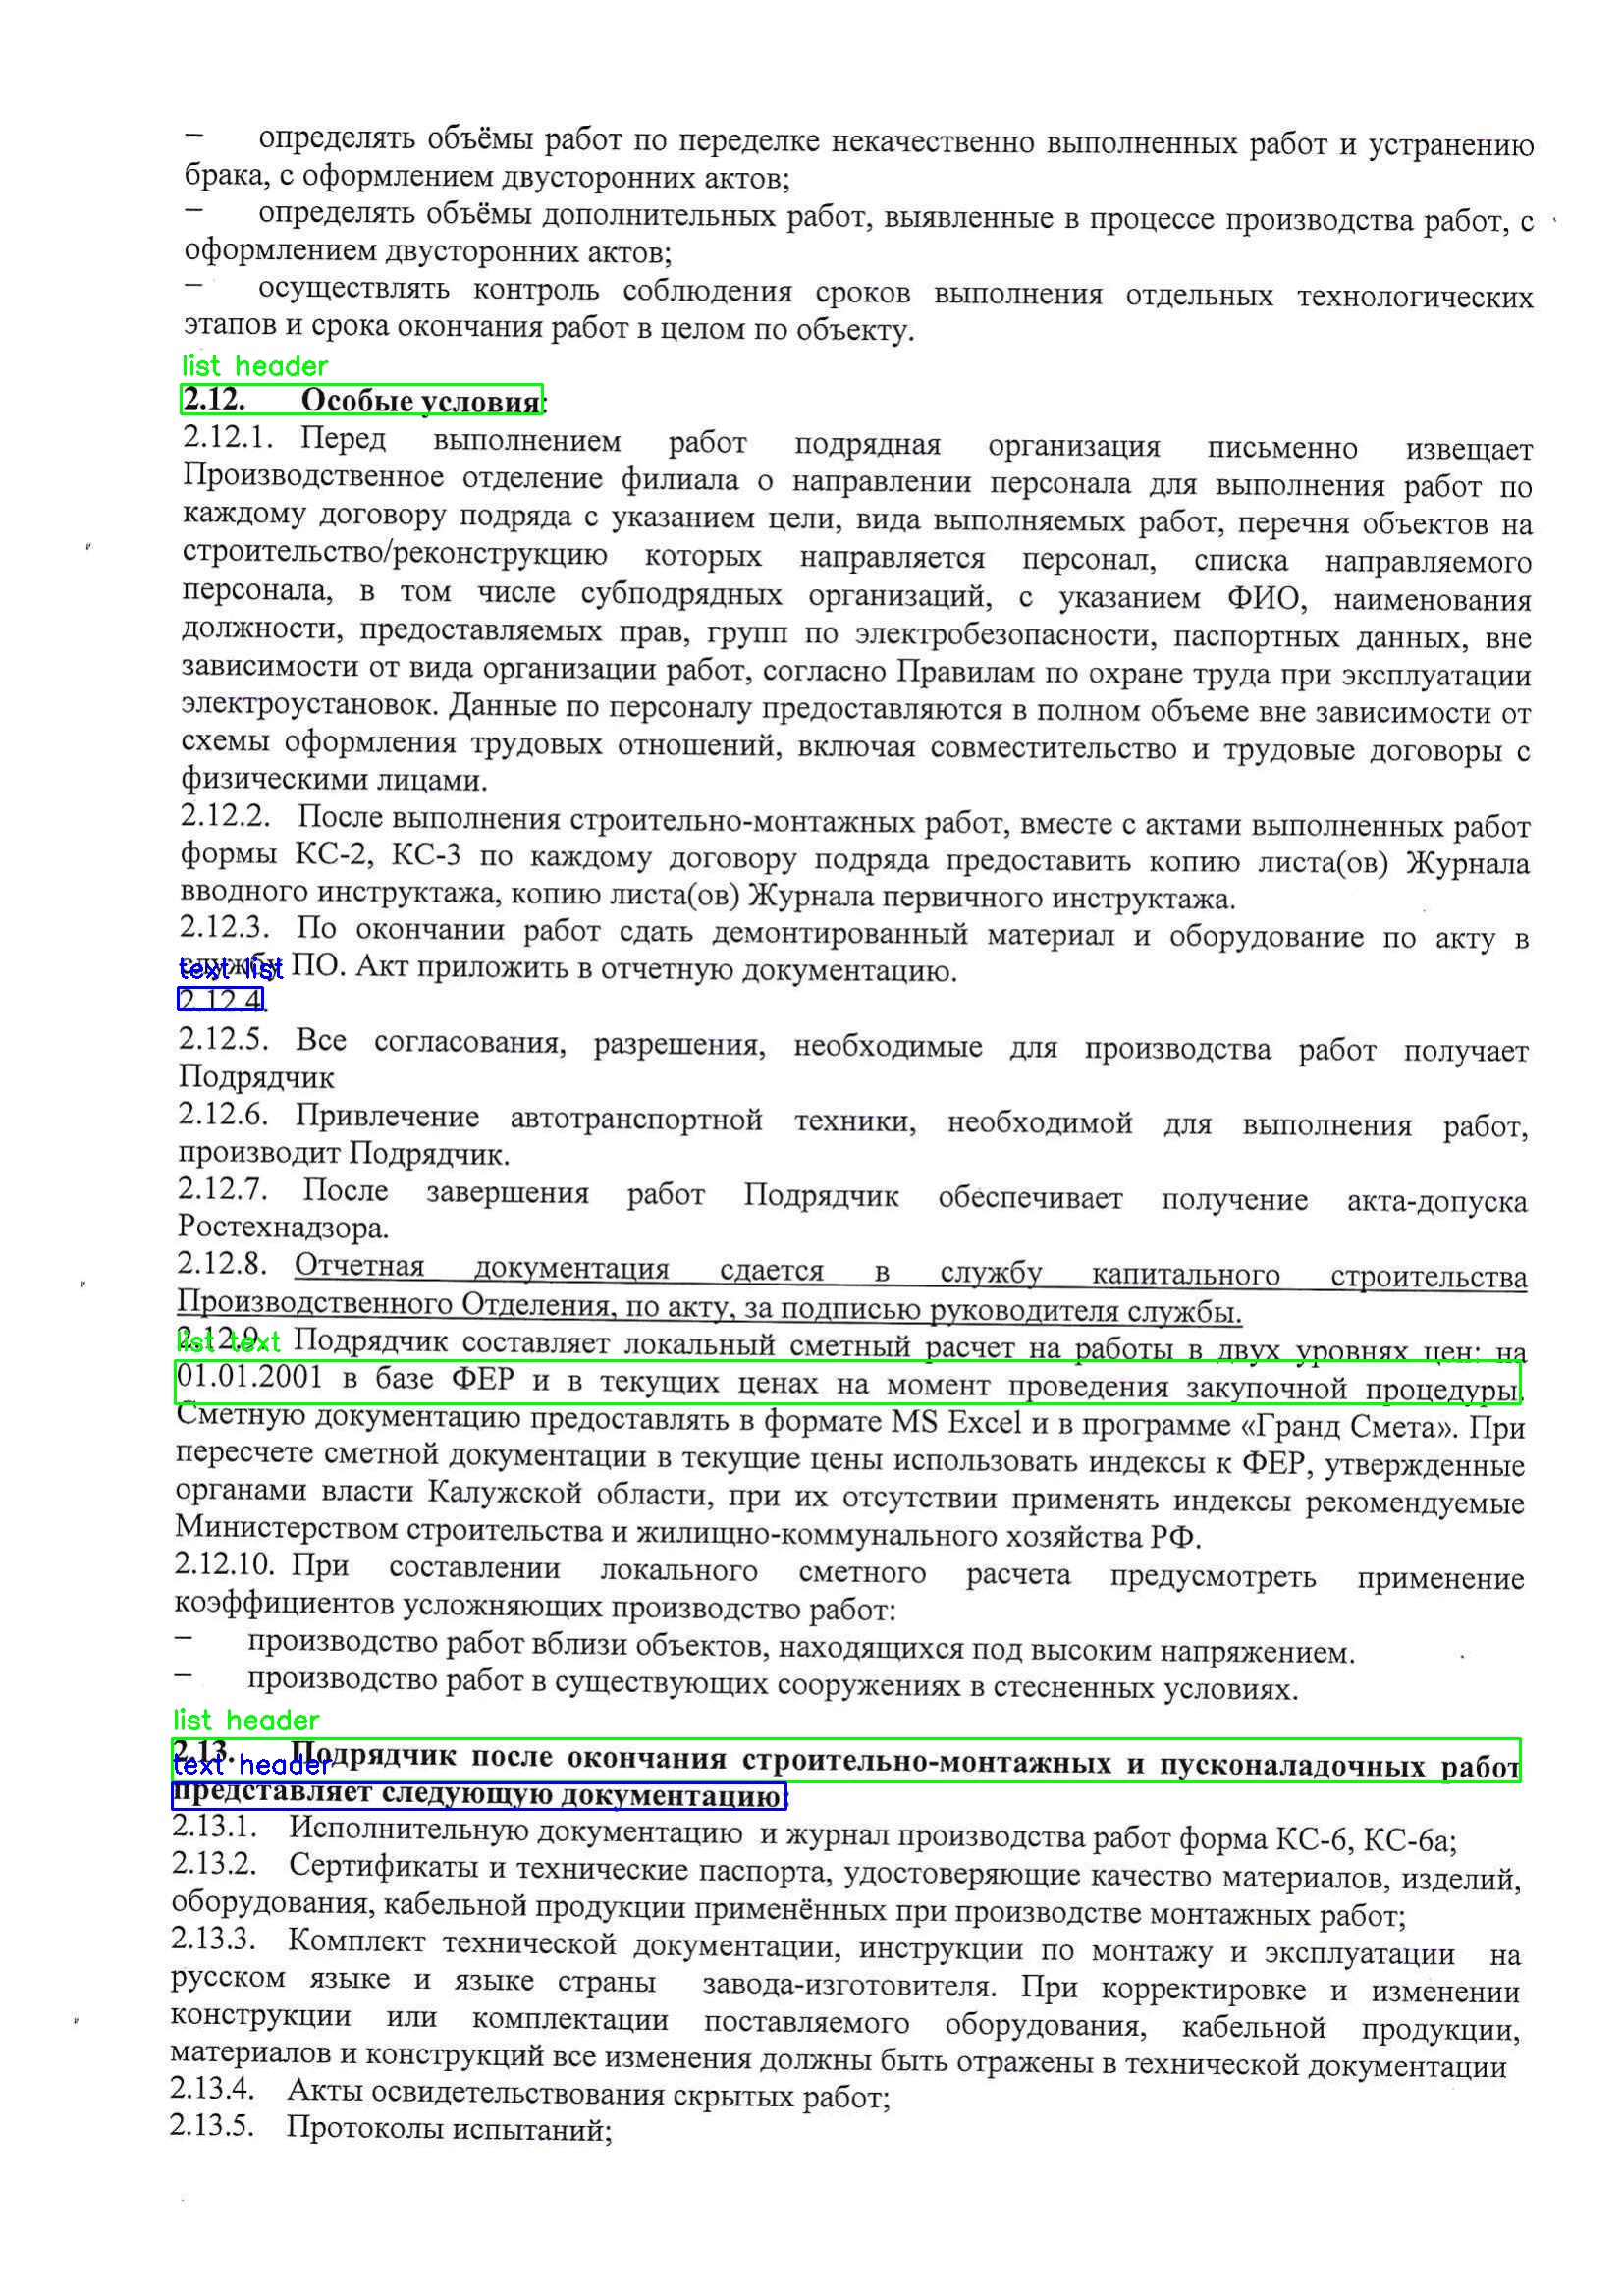 – определять объёмы работ по переделке некачественно выполненных работ и устранению
брака, с оформлением двусторонних актов;
– определять объёмы дополнительных работ, выявленные в процессе производства работ, с
оформлением двусторонних актов;
– осуществлять контроль соблюдения сроков выполнения отдельных технологических
этапов и срока окончания работ в целом по объекту.
list header
2.12. Особые условия:
2.12.1. Перед выполнением работ подрядная организация письменно извещает
Производственное отделение филиала о направлении персонала для выполнения работ по
каждому договору подряда с указанием цели, вида выполняемых работ, перечня объектов на
строительство/реконструкцию которых направляется персонал, списка направляемого
персонала, в том числе субподрядных организаций, с указанием ФИО, наименования
должности, предоставляемых прав, групп по электробезопасности, паспортных данных, вне
зависимости от вида организации работ, согласно Правилам по охране труда при эксплуатации
электроустановок. Данные по персоналу предоставляются в полном объеме вне зависимости от
схемы оформления трудовых отношений, включая совместительство и трудовые договоры с
физическими лицами.
2.12.2. После выполнения строительно-монтажных работ, вместе с актами выполненных работ
формы КС-2, КС-3 по каждому договору подряда предоставить копию листа(ов) Журнала
вводного инструктажа, копию листа(ов) Журнала первичного инструктажа.
2.12.3. По окончании работ сдать демонтированный материал и оборудование по акту в
службу ПО. Акт приложить в отчетную документацию.
text list
2.12.4.
2.12.5. Все согласования, разрешения, необходимые для производства работ получает
Подрядчик
2.12.6. Привлечение автотранспортной техники, необходимой для выполнения работ,
производит Подрядчик.
2.12.7. После завершения работ Подрядчик обеспечивает получение акта-допуска
Ростехнадзора.
2.12.8. Отчетная документация сдается в службу капитального строительства
Производственного Отделения, по акту, за подписью руководителя службы.
2.12.9. Подрядчик составляет локальный сметный расчет на работы в двух уровнях цен: на
list text
01.01.2001 в базе ФЕР и в текущих ценах на момент проведения закупочной процедуры.
Сметную документацию предоставлять в формате MS Excel и в программе «Гранд Смета». При
пересчете сметной документации в текущие цены использовать индексы к ФЕР, утвержденные
органами власти Калужской области, при их отсутствии применять индексы рекомендуемые
Министерством строительства и жилищно-коммунального хозяйства РФ.
2.12.10. При составлении локального сметного расчета предусмотреть применение
коэффициентов усложняющих производство работ:
– производство работ вблизи объектов, находящихся под высоким напряжением.
– производство работ в существующих сооружениях в стесненных условиях.
list header
2.13. Подрядчик после окончания строительно-монтажных и пусконаладочных работ
text header
представляет следующую документацию:
2.13.1. Исполнительную документацию и журнал производства работ форма КС-6, КС-6а;
2.13.2. Сертификаты и технические паспорта, удостоверяющие качество материалов, изделий,
оборудования, кабельной продукции применённых при производстве монтажных работ;
2.13.3. Комплект технической документации, инструкции по монтажу и эксплуатации на
русском языке и языке страны завода-изготовителя. При корректировке и изменении
конструкции или комплектации поставляемого оборудования, кабельной продукции,
материалов и конструкций все изменения должны быть отражены в технической документации
2.13.4. Акты освидетельствования скрытых работ;
2.13.5. Протоколы испытаний;